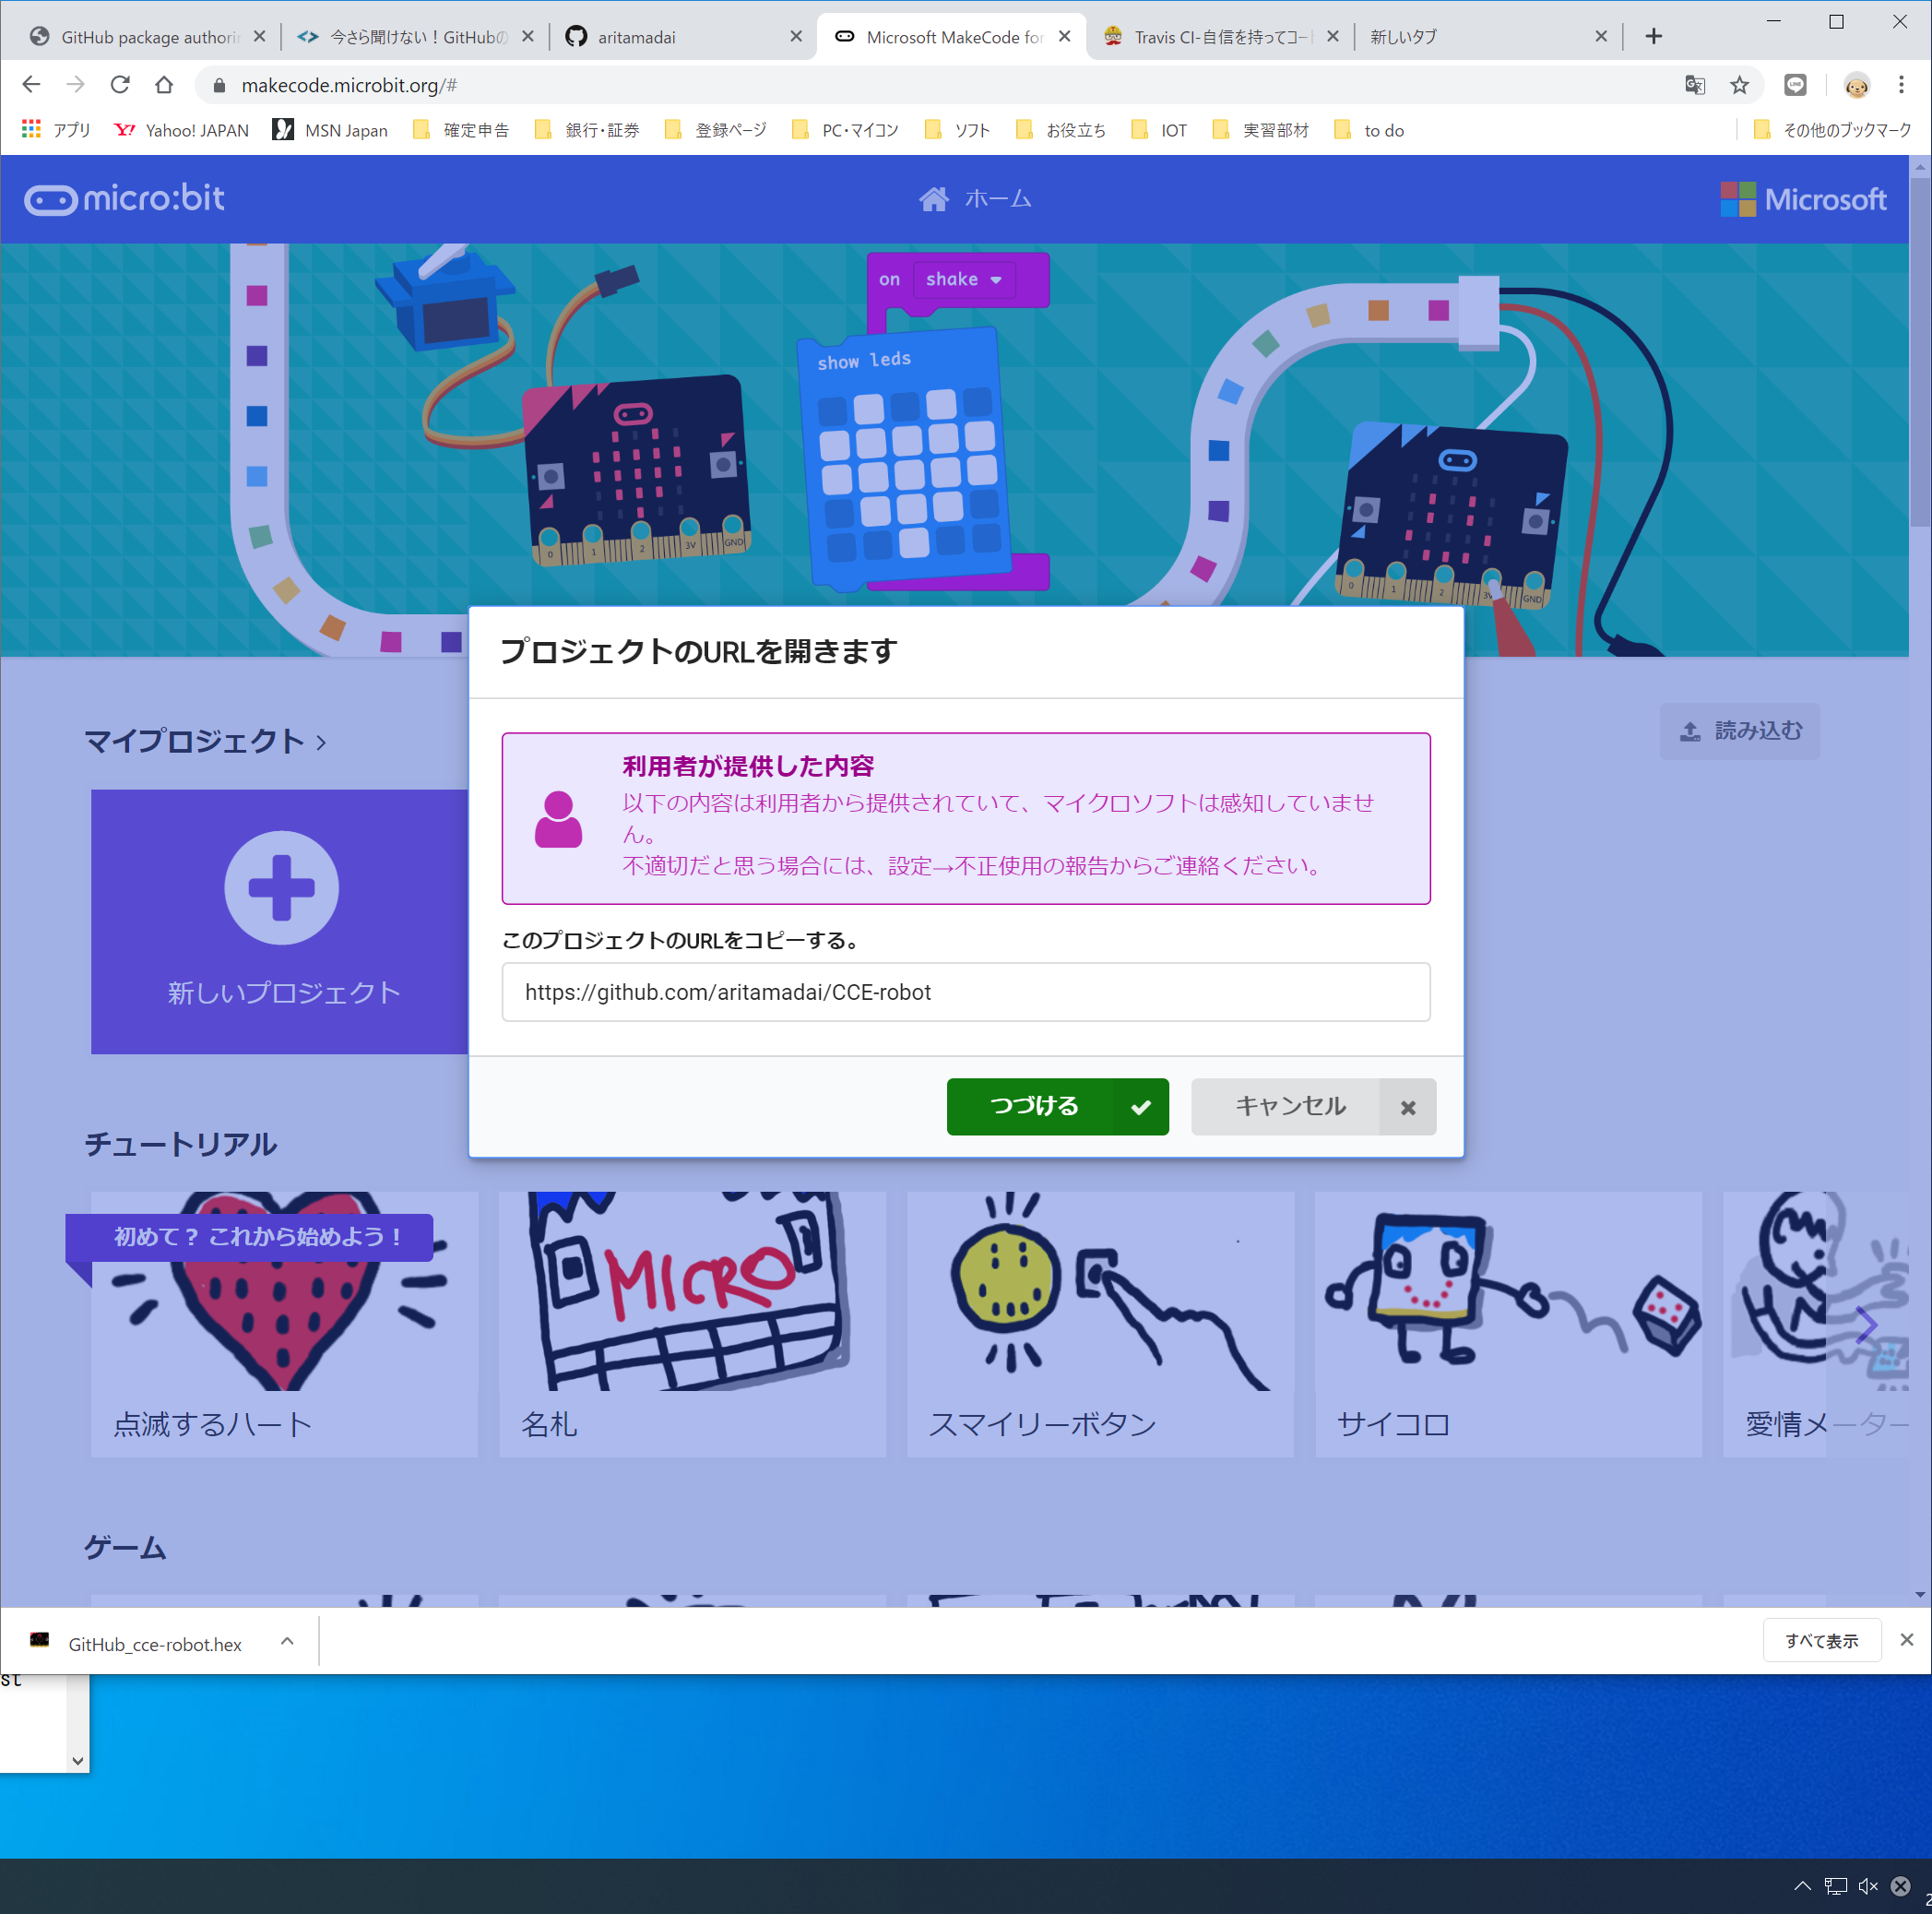 GitHub package authorin
今さら聞けない！GitHubの
aritamadai
Microsoft MakeCode for
Travis CI-自信を持ってコード
新しいタブ
makecode.microbit.org/#
アプリ
Yahoo! JAPAN
MSN Japan
確定申告
銀行・証券
登録ページ
PC・マイコン
ソフト
お役立ち
IOT
実習部材
to do
その他のブックマーク
micro:bit
ホーム
Microsoft
on shake
show leds
0 1 2 3V GND
0 1 2 3V GND
プロジェクトのURLを開きます
利用者が提供した内容
以下の内容は利用者から提供されていて、マイクロソフトは感知していませ
ん。
不適切だと思う場合には、設定→不正使用の報告からご連絡ください。
このプロジェクトのURLをコピーする。
https://github.com/aritamadai/CCE-robot
つづける
キャンセル
マイプロジェクト
読み込む
新しいプロジェクト
チュートリアル
初めて？ これから始めよう！
MICRO
点滅するハート
名札
スマイリーボタン
サイコロ
愛情メーター
ゲーム
GitHub_cce-robot.hex
すべて表示
st
2